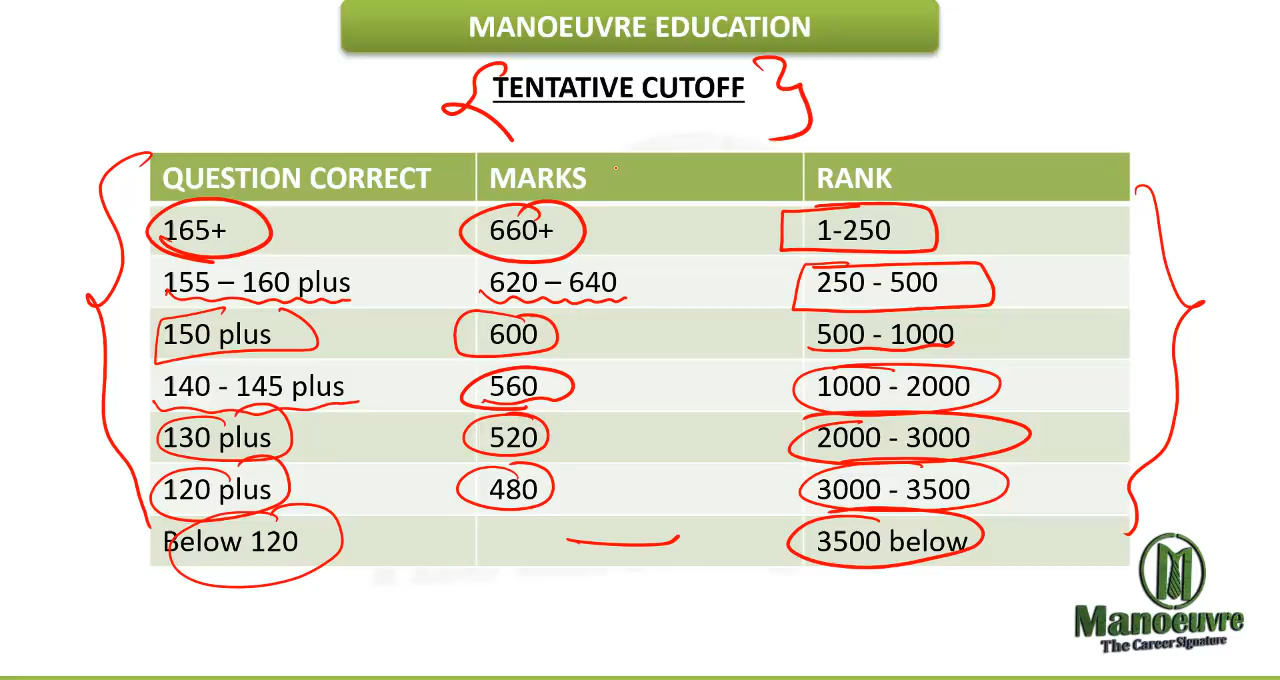 MANOEUVRE EDUCATION
TENTATIVE CUTOFF
QUESTION CORRECT MARKS RANK
165+ 660+ 1-250
155 – 160 plus 620 – 640 250 - 500
150 plus 600 500 - 1000
140 - 145 plus 560 1000 - 2000
130 plus 520 2000 - 3000
120 plus 480 3000 - 3500
Below 120 3500 below
Manoeuvre
The Career Signature